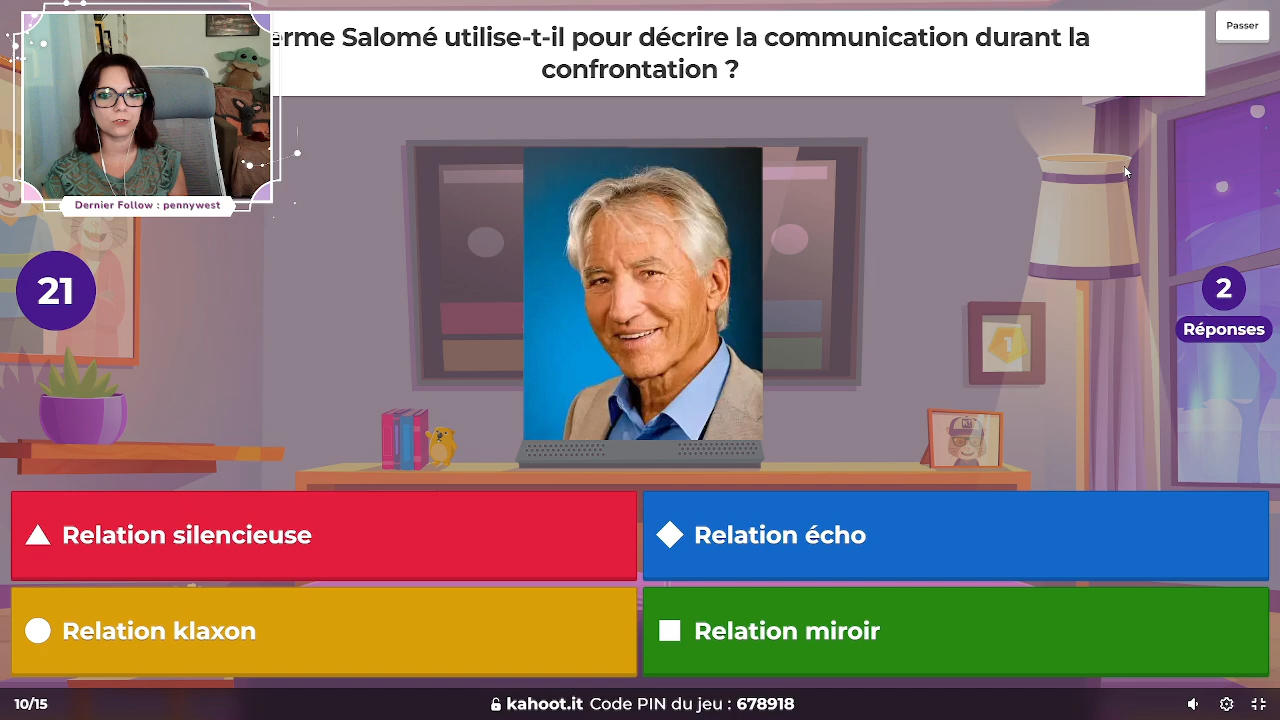 erme Salomé utilise-t-il pour décrire la communication durant la
confrontation ?
Passer
Dernier Follow : pennywest
21
2
Réponses
1
Relation silencieuse
Relation écho
Relation klaxon
Relation miroir
10/15
kahoot.it Code PIN du jeu : 678918